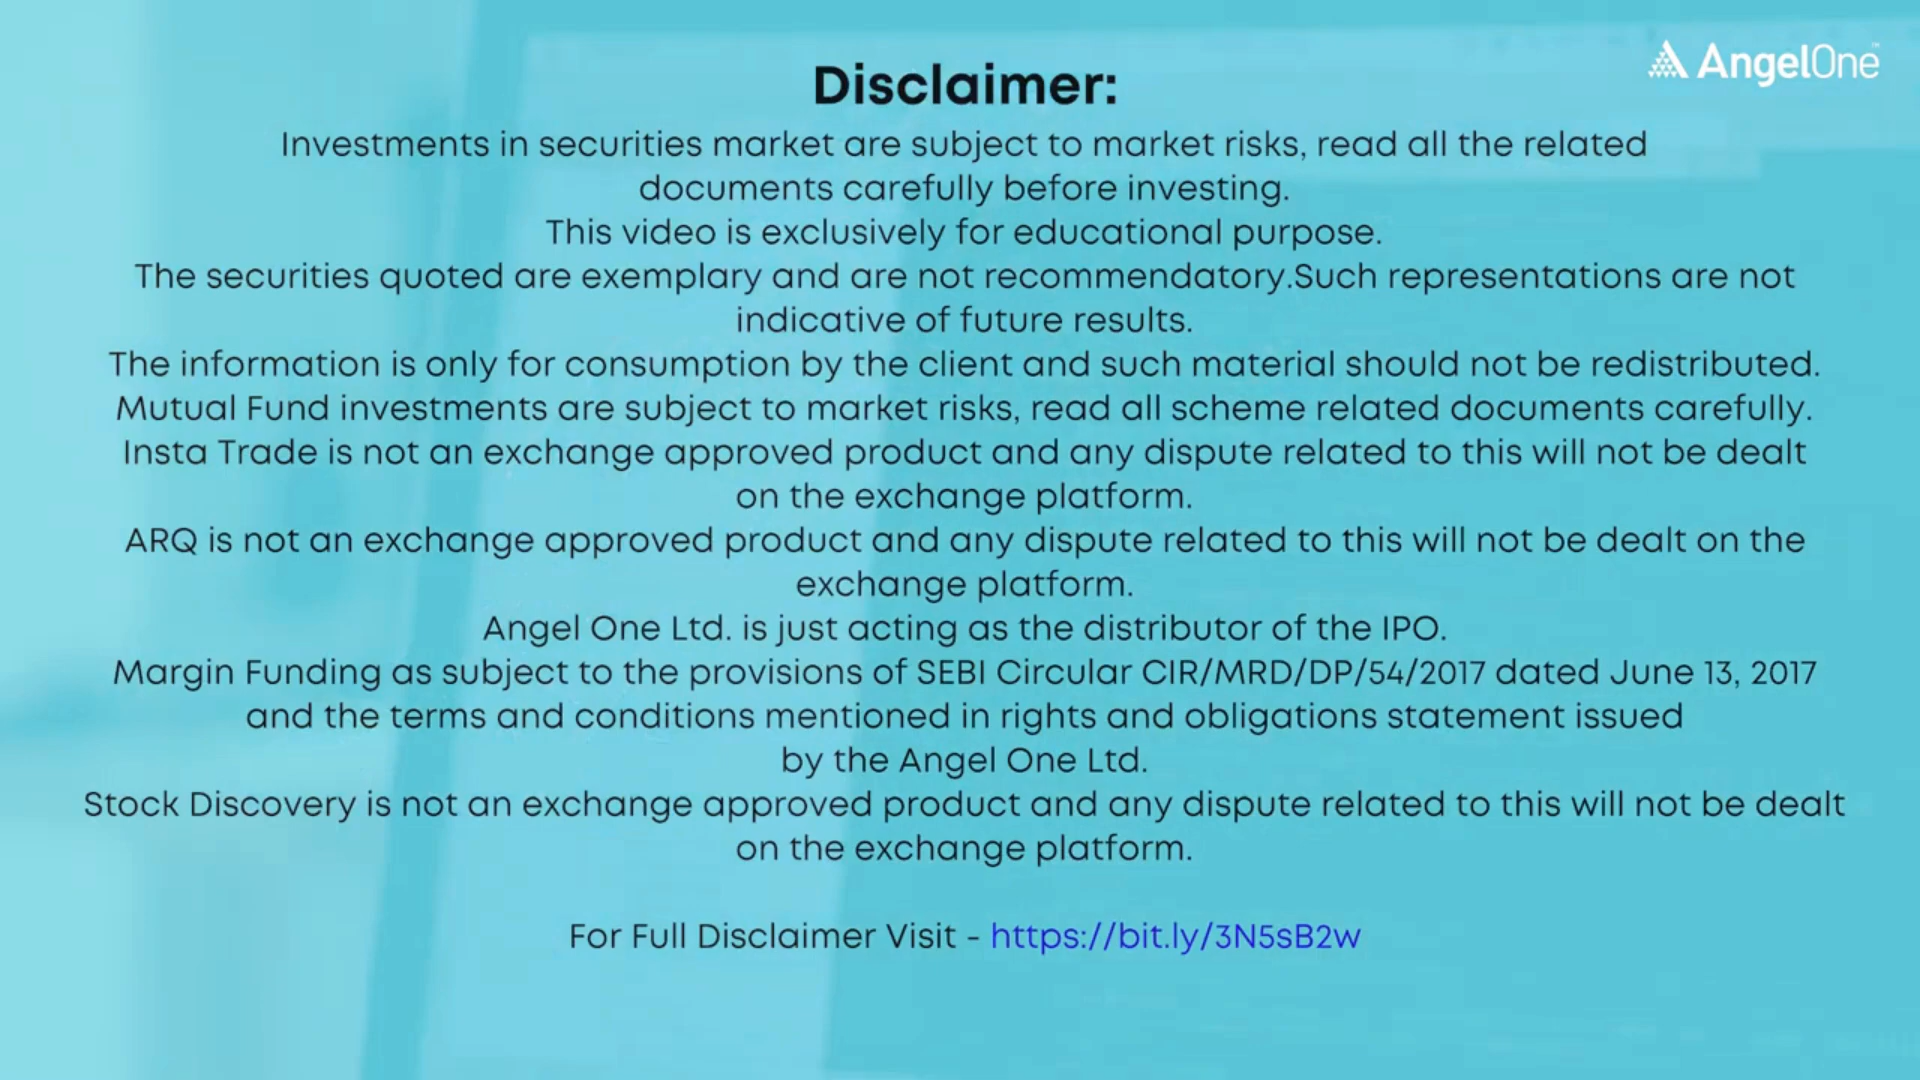 AngelOne™
Disclaimer:
Investments in securities market are subject to market risks, read all the related
documents carefully before investing.
This video is exclusively for educational purpose.
The securities quoted are exemplary and are not recommendatory.Such representations are not
indicative of future results.
The information is only for consumption by the client and such material should not be redistributed.
Mutual Fund investments are subject to market risks, read all scheme related documents carefully.
Insta Trade is not an exchange approved product and any dispute related to this will not be dealt
on the exchange platform.
ARQ is not an exchange approved product and any dispute related to this will not be dealt on the
exchange platform.
Angel One Ltd. is just acting as the distributor of the IPO.
Margin Funding as subject to the provisions of SEBI Circular CIR/MRD/DP/54/2017 dated June 13, 2017
and the terms and conditions mentioned in rights and obligations statement issued
by the Angel One Ltd.
Stock Discovery is not an exchange approved product and any dispute related to this will not be dealt
on the exchange platform.
For Full Disclaimer Visit - https://bit.ly/3N5sB2w